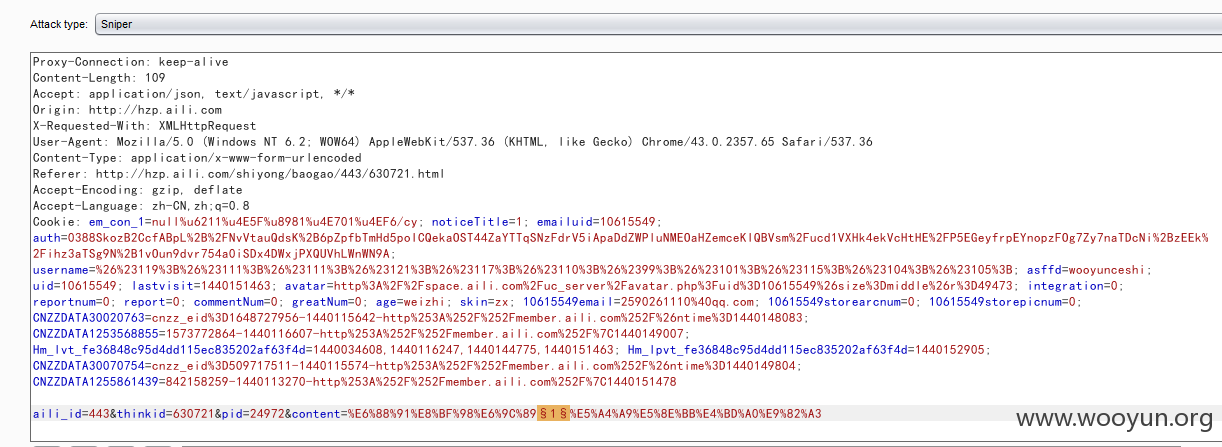 Attack type: Sniper
Proxy-Connection: keep-alive
Content-Length: 109
Accept: application/json, text/javascript, */*
Origin: http://hzp.aili.com
X-Requested-With: XMLHttpRequest
User-Agent: Mozilla/5.0 (Windows NT 6.2; WOW64) AppleWebKit/537.36 (KHTML, like Gecko) Chrome/43.0.2357.65 Safari/537.36
Content-Type: application/x-www-form-urlencoded
Referer: http://hzp.aili.com/shiyong/baogao/443/630721.html
Accept-Encoding: gzip, deflate
Accept-Language: zh-CN,zh;q=0.8
Cookie: em_con_1=null%u6211%u4E5F%u8981%u4E701%u4EF6/cy; noticeTitle=1; emailuid=10615549;
auth=0388SkozB2CcfABpL%2B%2FNvVtauQdsK%2B6pZpfbTmHd5polCQekaOST44ZaYTTqSNzFdrV5iApaDdZWPluNMEOaHZemceKlQBVsm%2Fucd1VXHk4ekVcHtHE%2FP5EGeyfrpEYnopzFOg7Zy7naTDcNi%2BzEEk%
2Fihz3aTSg9N%2B1vOun9dvr754aOiSDx4DWxjPXQUVhLWnWN9A;
username=%26%23119%3B%26%23111%3B%26%23111%3B%26%23121%3B%26%23117%3B%26%23110%3B%26%2399%3B%26%23101%3B%26%23115%3B%26%23104%3B%26%23105%3B; asffd=wooyunceshi;
uid=10615549; lastvisit=1440151463; avatar=http%3A%2F%2Fspace.aili.com%2Fuc_server%2Favatar.php%3Fuid%3D10615549%26size%3Dmiddle%26r%3D49473; integration=0;
reportnum=0; report=0; commentNum=0; greatNum=0; age=weizhi; skin=zx; 10615549email=2590261110%40qq.com; 10615549storearcnum=0; 10615549storepicnum=0;
CNZZDATA30020763=cnzz_eid%3D1648727956-1440115642-http%253A%252F%252Fmember.aili.com%252F%26ntime%3D1440148083;
CNZZDATA1253568855=1573772864-1440116607-http%253A%252F%252Fmember.aili.com%252F%7C1440149007;
Hm_lvt_fe36848c95d4dd115ec835202af63f4d=1440034608,1440116247,1440144775,1440151463; Hm_lpvt_fe36848c95d4dd115ec835202af63f4d=1440152905;
CNZZDATA30070754=cnzz_eid%3D509717511-1440115574-http%253A%252F%252Fmember.aili.com%252F%26ntime%3D1440149804;
CNZZDATA1255861439=842158259-1440113270-http%253A%252F%252Fmember.aili.com%252F%7C1440151478
aili_id=443&thinkid=630721&pid=24972&content=%E6%88%91%E8%BF%98%E6%9C%89§1§%E5%A4%A9%E5%8E%BB%E4%BD%A0%E9%82%A3
www.wooyun.org